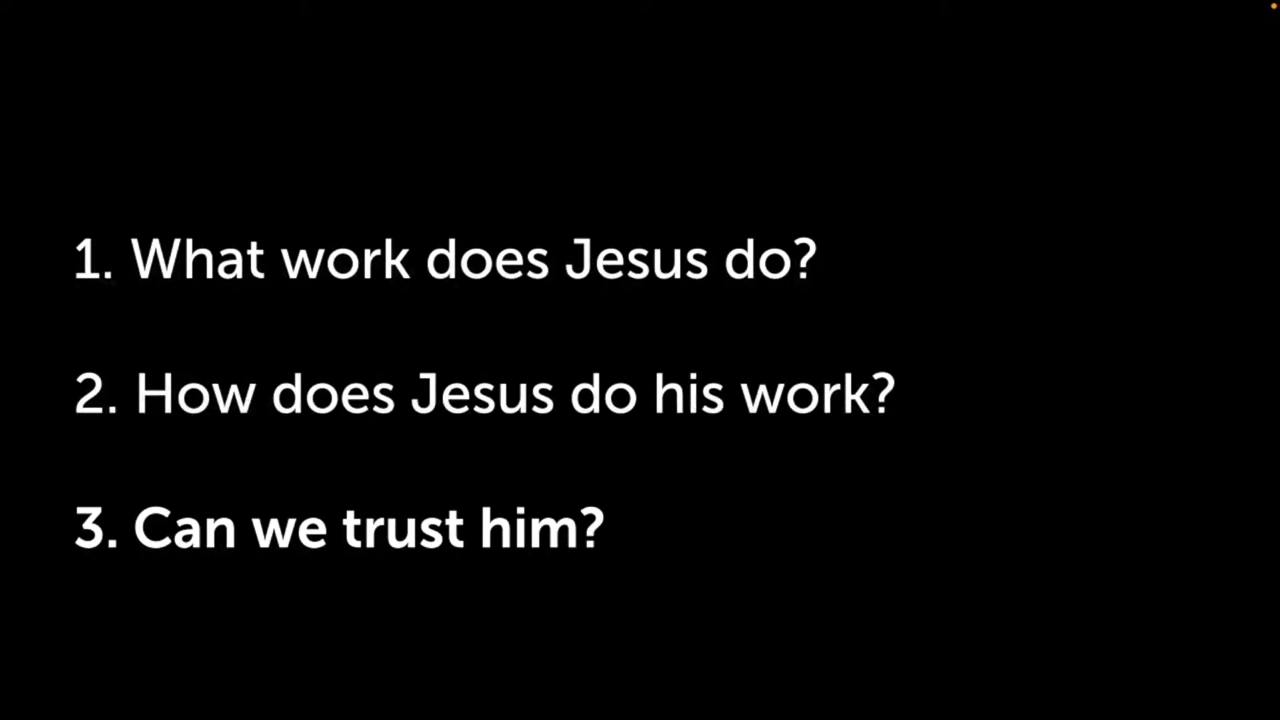 1. What work does Jesus do?
2. How does Jesus do his work?
3. Can we trust him?